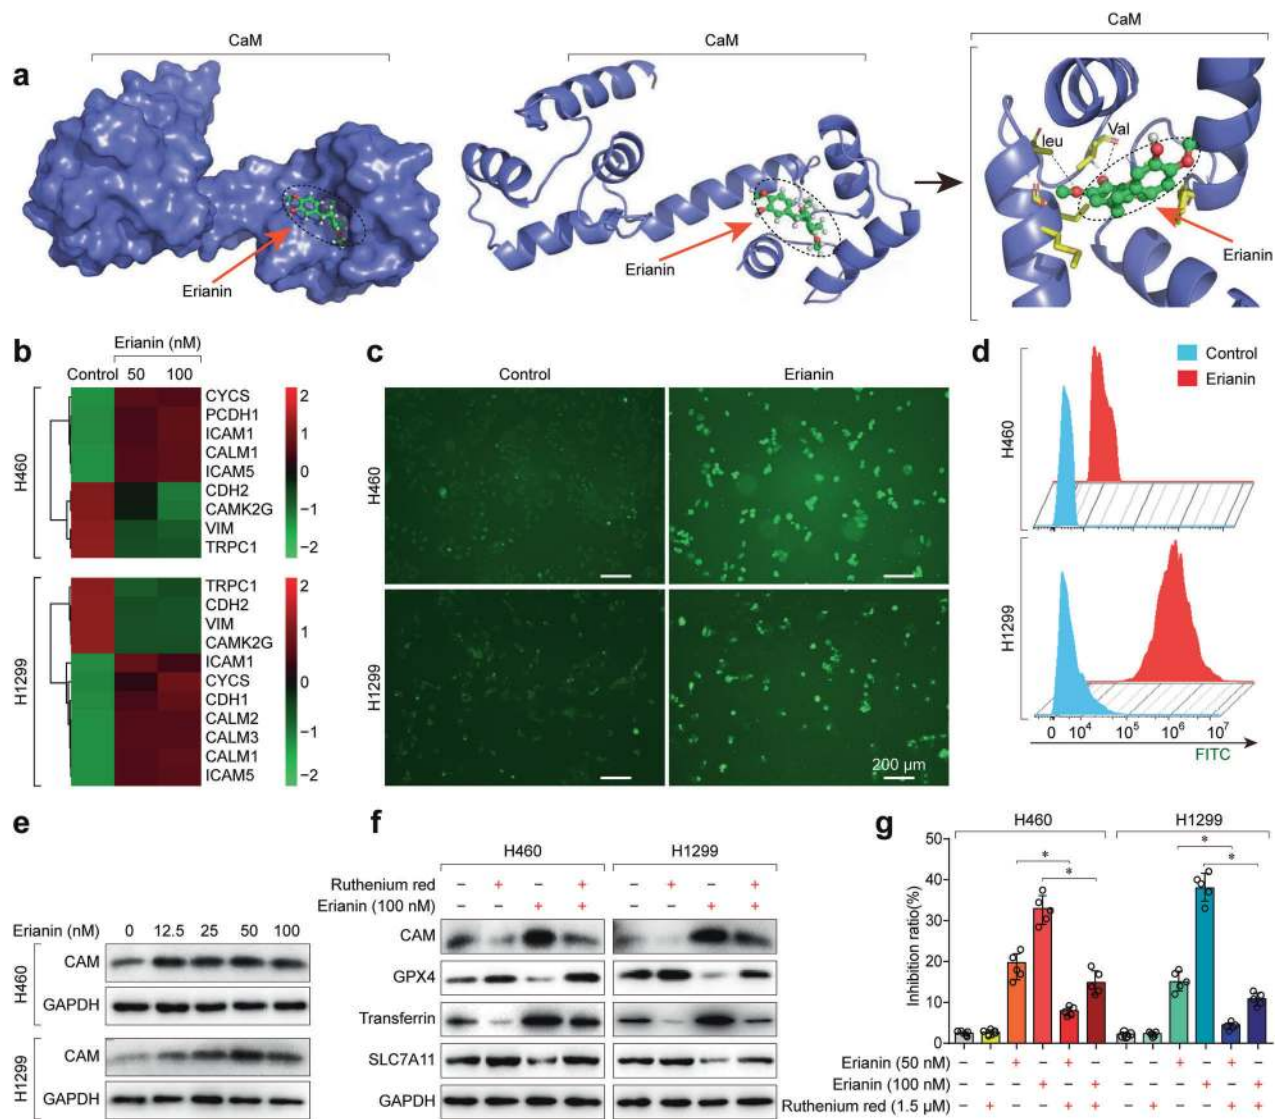 a
CaM
CaM
CaM
Erianin
Erianin
leu
Val
Erianin
b
Erianin (nM)
Control 50 100
H460
CYCS
PCDH1
ICAM1
CALM1
ICAM5
CDH2
CAMK2G
VIM
TRPC1
2
1
0
−1
−2
H1299
TRPC1
CDH2
VIM
CAMK2G
ICAM1
CYCS
CDH1
CALM2
CALM3
CALM1
ICAM5
2
1
0
−1
−2
c
Control
Erianin
H460
H1299
200 μm
d
Control
Erianin
H460
H1299
0 10⁴ 10⁵ 10⁶ 10⁷
FITC
e
Erianin (nM) 0 12.5 25 50 100
H460
CAM
GAPDH
H1299
CAM
GAPDH
f
H460
H1299
Ruthenium red − + − + − + − +
Erianin (100 nM) − − + + − − + +
CAM
GPX4
Transferrin
SLC7A11
GAPDH
g
H460
H1299
Inhibition ratio(%)
50
40
30
20
10
0
*
*
*
*
Erianin (50 nM) − − + − + − − − + − + −
Erianin (100 nM) − − − + − + − − − + − +
Ruthenium red (1.5 μM) − + − − + + − + − − + +